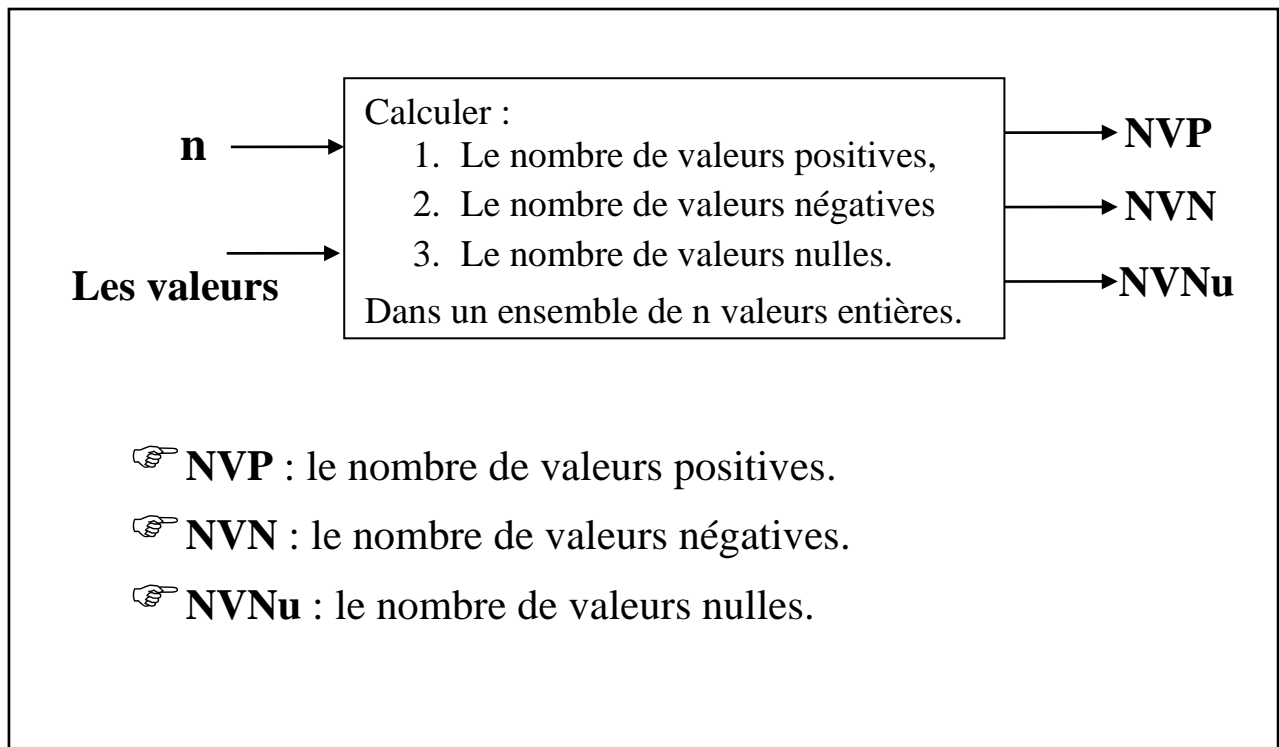 Calculer :
n
1. Le nombre de valeurs positives,
NVP
2. Le nombre de valeurs négatives
NVN
3. Le nombre de valeurs nulles.
Les valeurs
NVNu
Dans un ensemble de n valeurs entières.
NVP : le nombre de valeurs positives.
NVN : le nombre de valeurs négatives.
NVNu : le nombre de valeurs nulles.